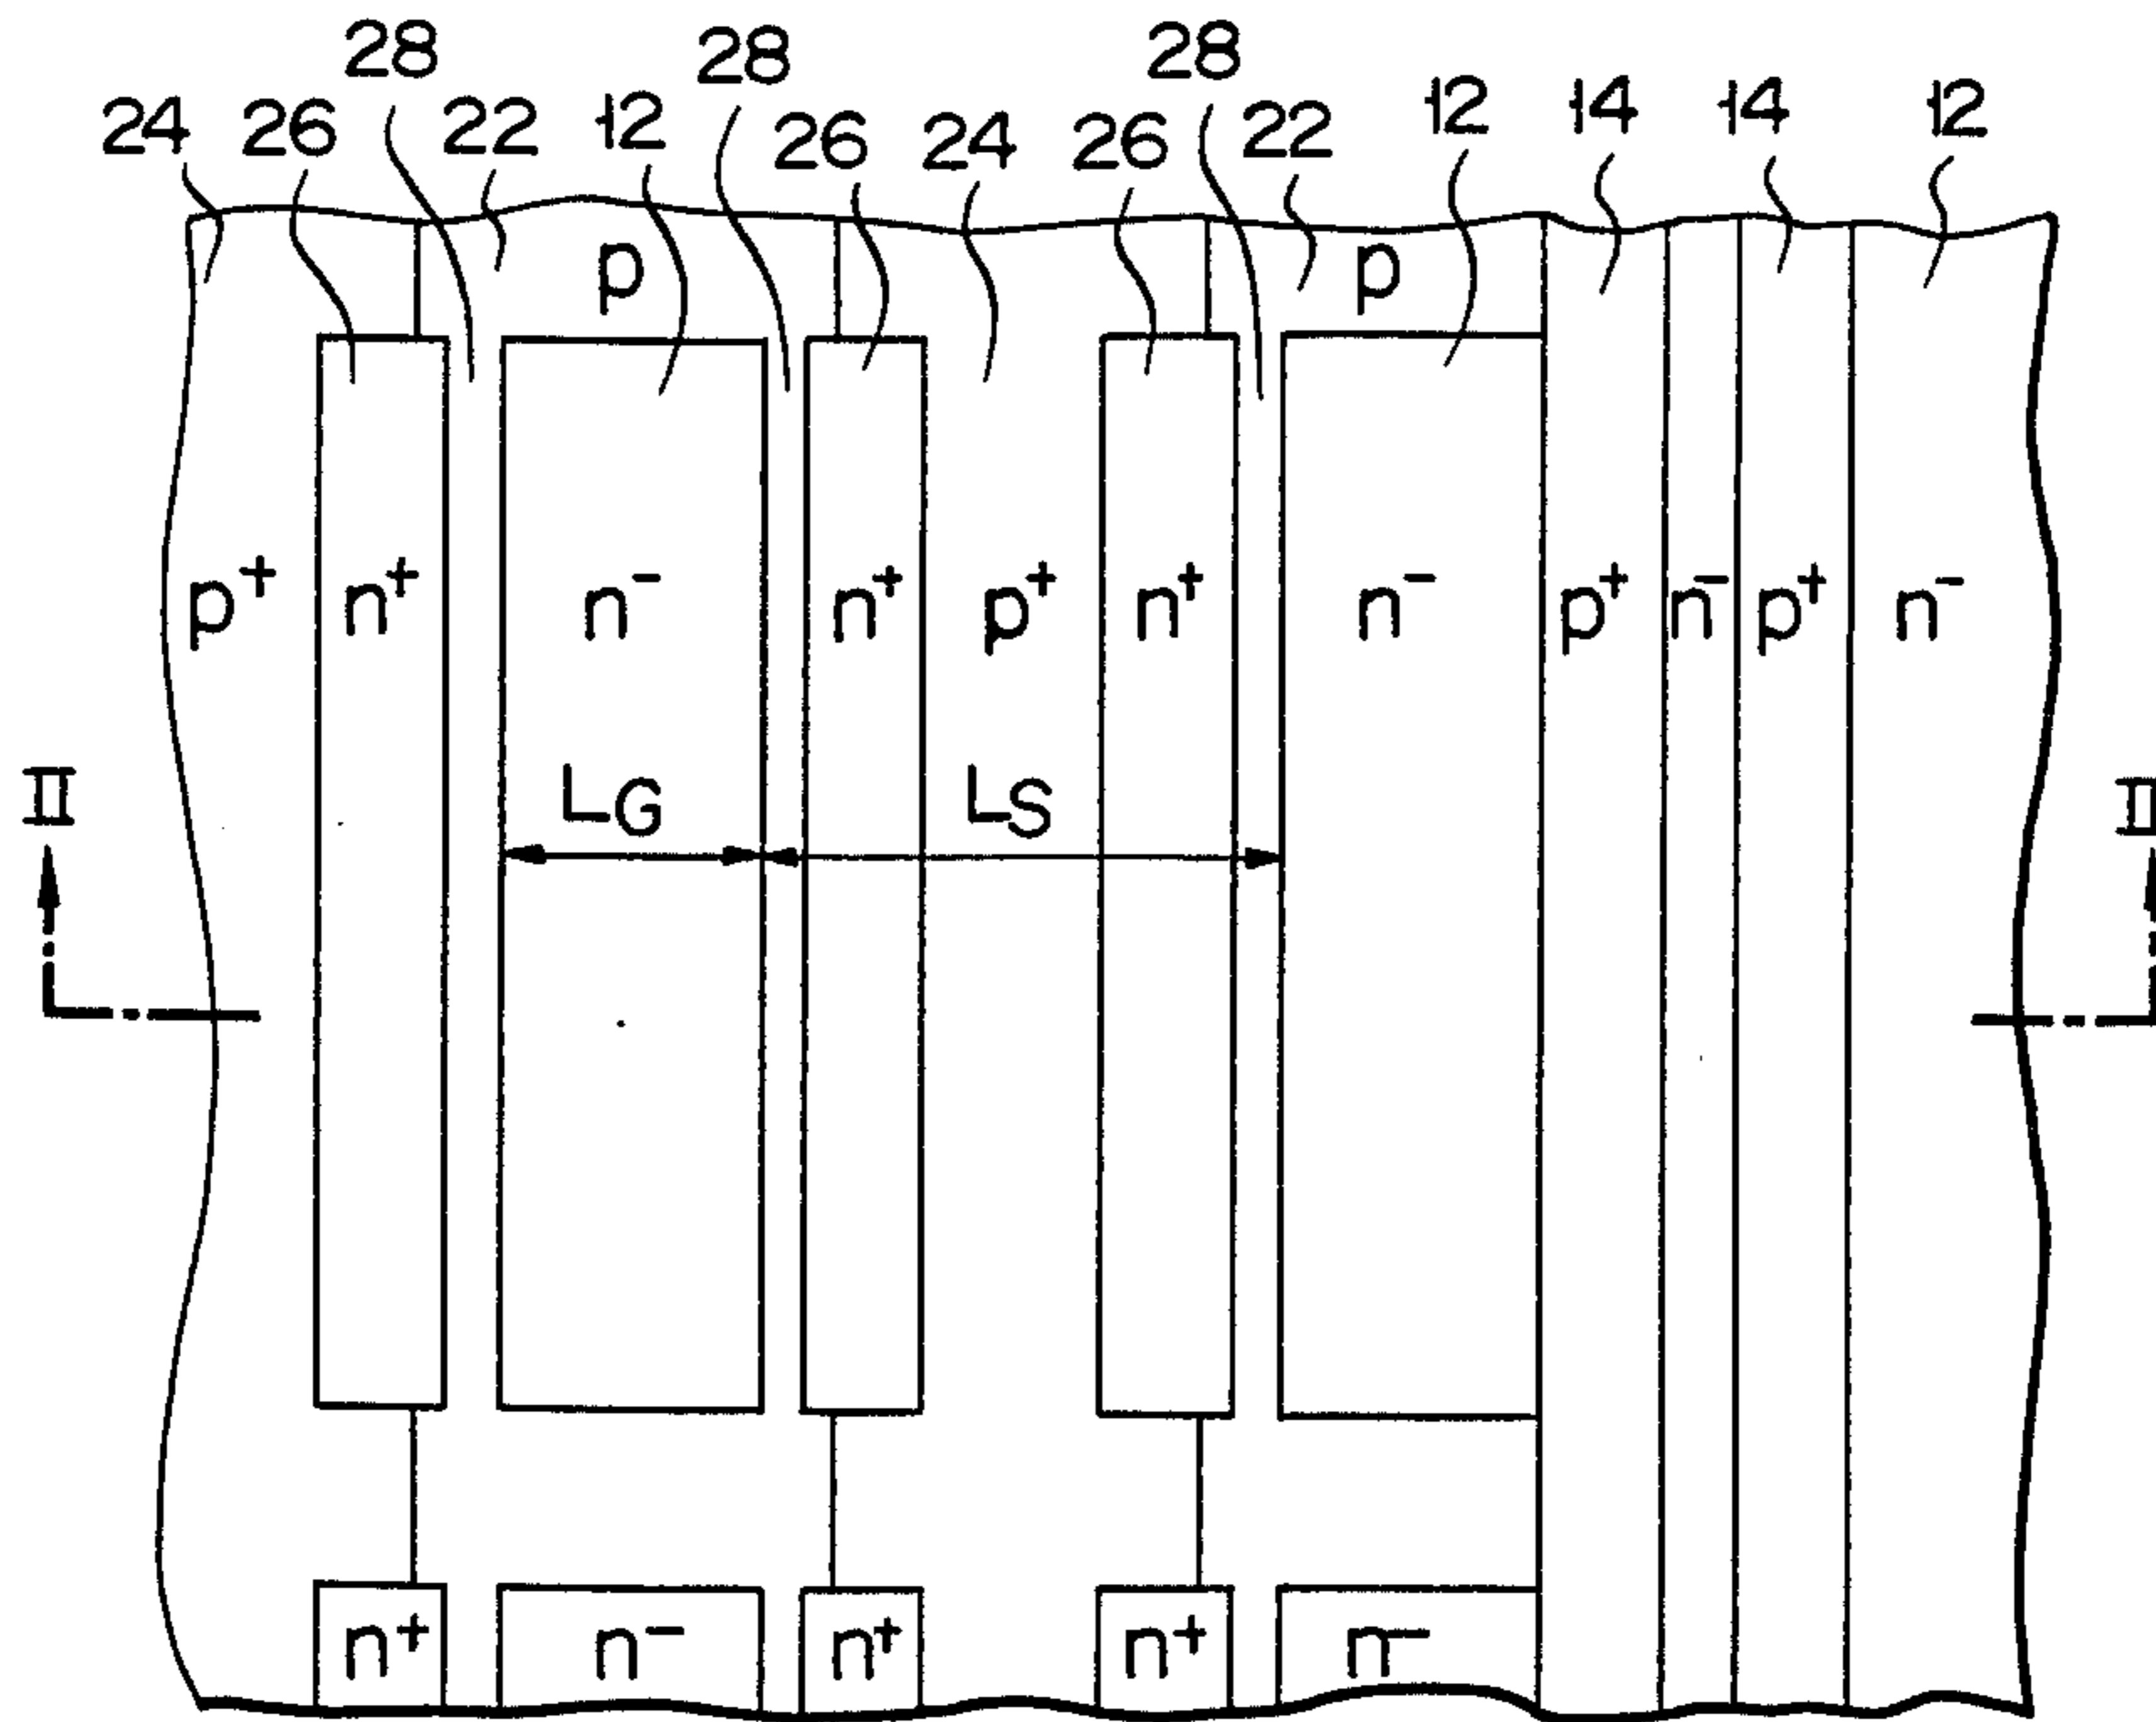 28 28 28
24 26 22 12 26 24 26 22 12 14 14 12
p p
p+ n+ n- n+ p+ n+ n- p+ n- p+ n-
II LG LS II
n+ n- n+ n+ n-